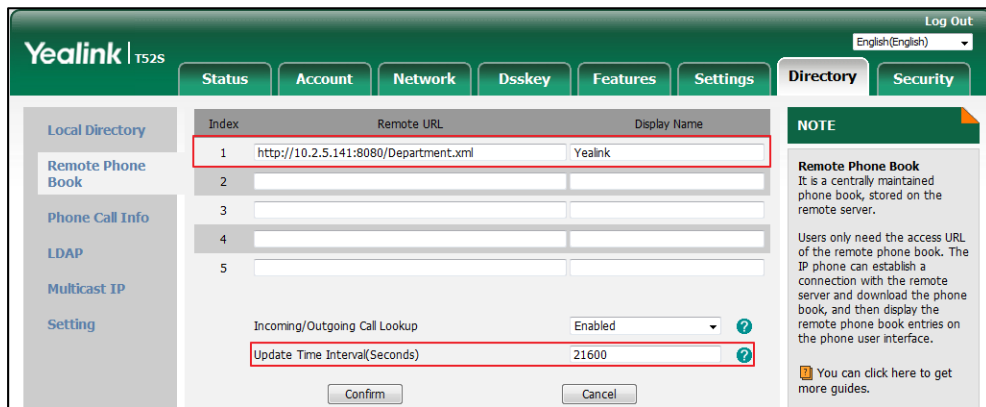 Log Out
Yealink | T52S
English(English)
Status Account Network Dsskey Features Settings Directory Security
Local Directory
Remote Phone
Book
Phone Call Info
LDAP
Multicast IP
Setting
Index Remote URL Display Name
1 http://10.2.5.141:8080/Department.xml Yealink
2
3
4
5
Incoming/Outgoing Call Lookup Enabled ?
Update Time Interval(Seconds) 21600 ?
Confirm Cancel
NOTE
Remote Phone Book
It is a centrally maintained
phone book, stored on the
remote server.
Users only need the access URL
of the remote phone book. The
IP phone can establish a
connection with the remote
server and download the phone
book, and then display the
remote phone book entries on
the phone user interface.
? You can click here to get
more guides.